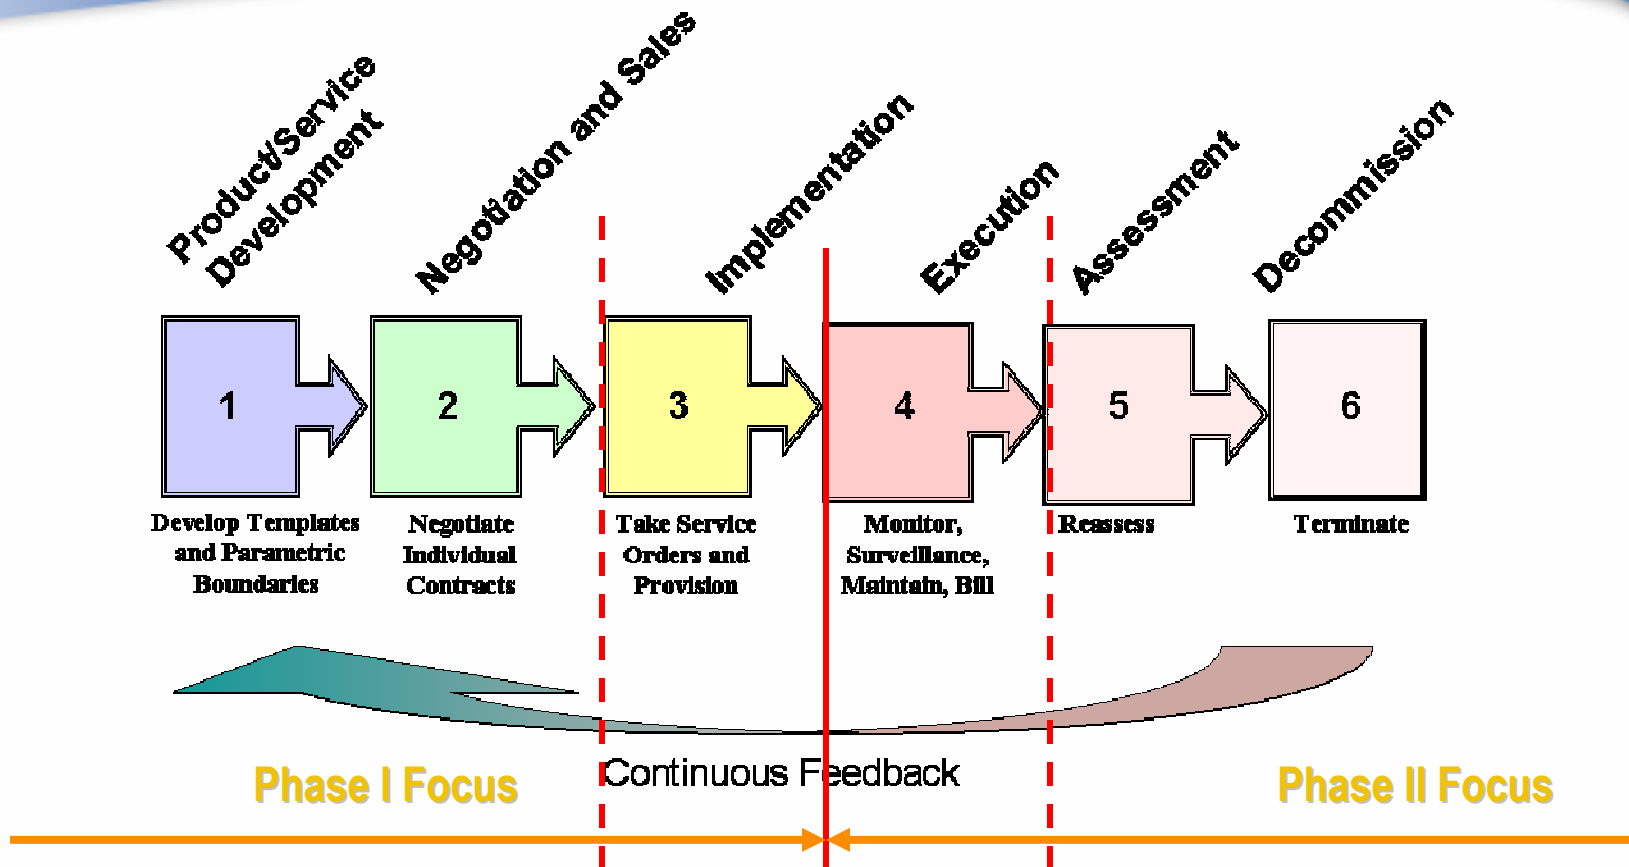 Product/Service
Development
Negotiation and Sales
Implementation
Execution
Assessment
Decommission
1
2
3
4
5
6
Develop Templates
and Parametric
Boundaries
Negotiate
Individual
Contracts
Take Service
Orders and
Provision
Monitor,
Surveillance,
Maintain, Bill
Reassess
Terminate
Continuous Feedback
Phase I Focus
Phase II Focus